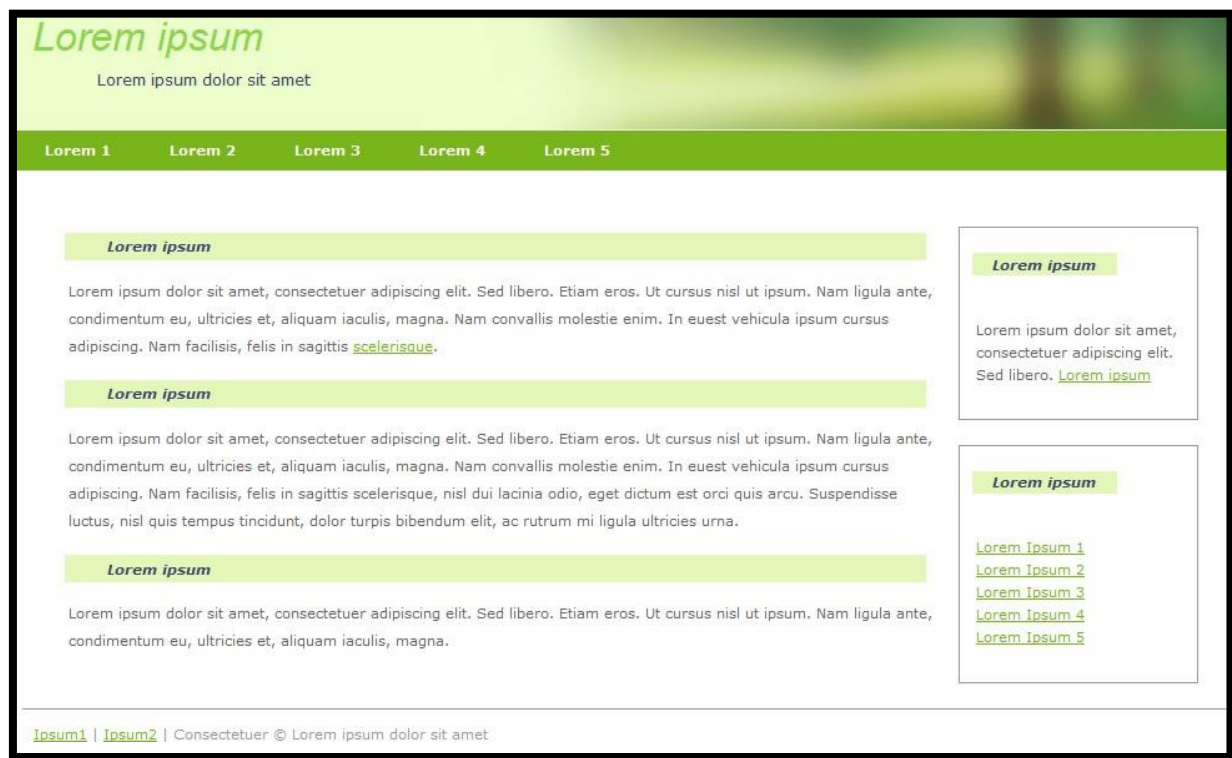 Lorem ipsum
Lorem ipsum dolor sit amet
Lorem 1 Lorem 2 Lorem 3 Lorem 4 Lorem 5
Lorem ipsum
Lorem ipsum dolor sit amet, consectetuer adipiscing elit. Sed libero. Etiam eros. Ut cursus nisl ut ipsum. Nam ligula ante,
condimentum eu, ultricies et, aliquam iaculis, magna. Nam convallis molestie enim. In euest vehicula ipsum cursus
adipiscing. Nam facilisis, felis in sagittis scelerisque.
Lorem ipsum
Lorem ipsum dolor sit amet, consectetuer adipiscing elit. Sed libero. Etiam eros. Ut cursus nisl ut ipsum. Nam ligula ante,
condimentum eu, ultricies et, aliquam iaculis, magna. Nam convallis molestie enim. In euest vehicula ipsum cursus
adipiscing. Nam facilisis, felis in sagittis scelerisque, nisl dui lacinia odio, eget dictum est orci quis arcu. Suspendisse
luctus, nisl quis tempus tincidunt, dolor turpis bibendum elit, ac rutrum mi ligula ultricies urna.
Lorem ipsum
Lorem ipsum dolor sit amet, consectetuer adipiscing elit. Sed libero. Etiam eros. Ut cursus nisl ut ipsum. Nam ligula ante,
condimentum eu, ultricies et, aliquam iaculis, magna.
Lorem ipsum
Lorem ipsum dolor sit amet,
consectetuer adipiscing elit.
Sed libero. Lorem ipsum
Lorem ipsum
Lorem Ipsum 1
Lorem Ipsum 2
Lorem Ipsum 3
Lorem Ipsum 4
Lorem Ipsum 5
Ipsum1 | Ipsum2 | Consectetuer © Lorem ipsum dolor sit amet